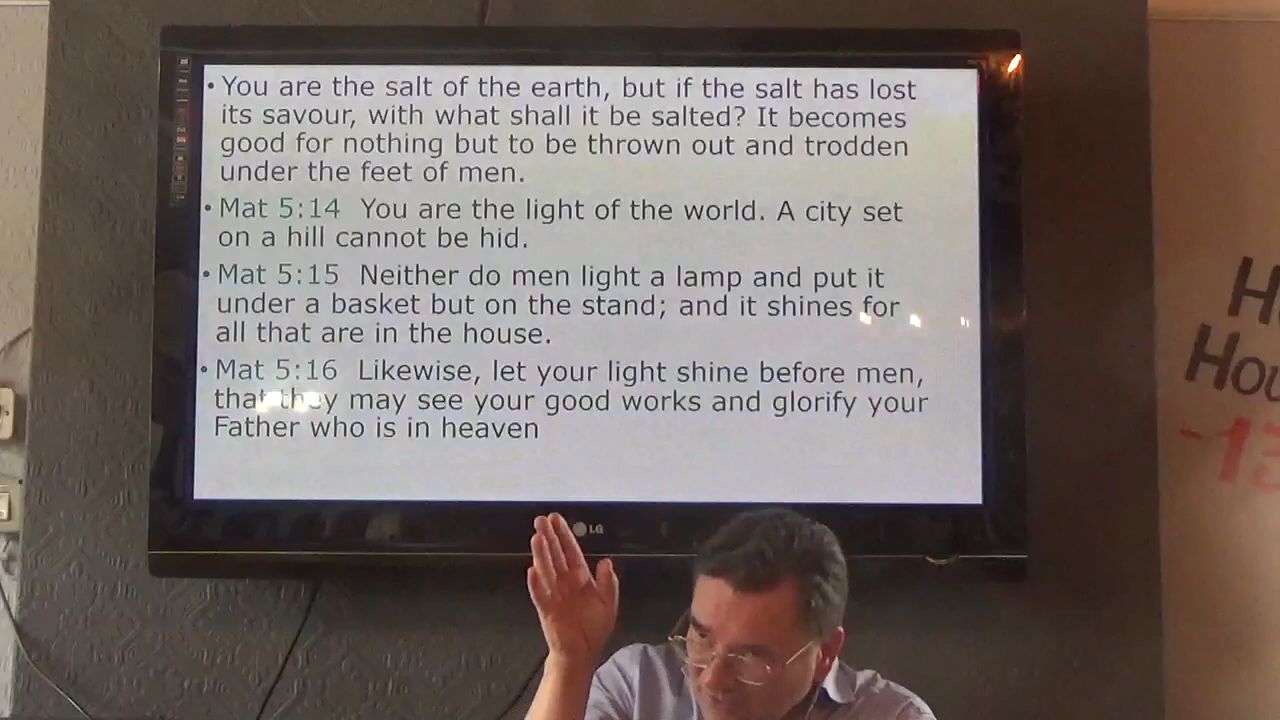 • You are the salt of the earth, but if the salt has lost
its savour, with what shall it be salted? It becomes
good for nothing but to be thrown out and trodden
under the feet of men.
• Mat 5:14 You are the light of the world. A city set
on a hill cannot be hid.
• Mat 5:15 Neither do men light a lamp and put it
under a basket but on the stand; and it shines for
all that are in the house.
• Mat 5:16 Likewise, let your light shine before men,
that they may see your good works and glorify your
Father who is in heaven
LG